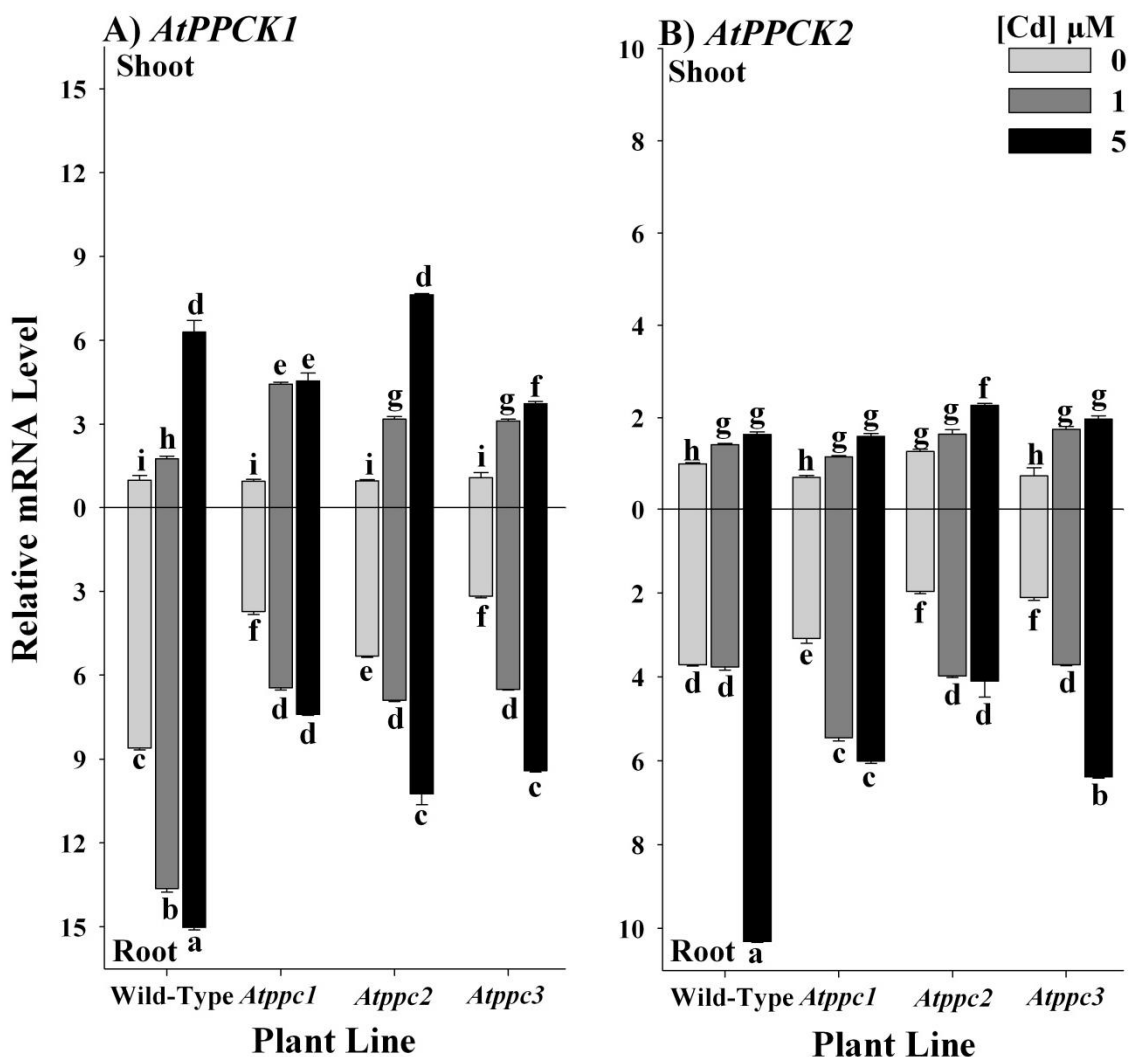 A) AtPPCK1
Shoot
15
12
9
6
3
0
3
6
9
12
15
Root
i h d
i e e
i g d
i g f
c b a
f d d
e d c
f d c
Wild-Type Atppc1 Atppc2 Atppc3
Plant Line
Relative mRNA Level
B) AtPPCK2
Shoot
10
8
6
4
2
0
2
4
6
8
10
Root
h g g
h g g
g g f
h g g
d d a
e c c
f d d
f d b
Wild-Type Atppc1 Atppc2 Atppc3
Plant Line
[Cd] µM
0
1
5